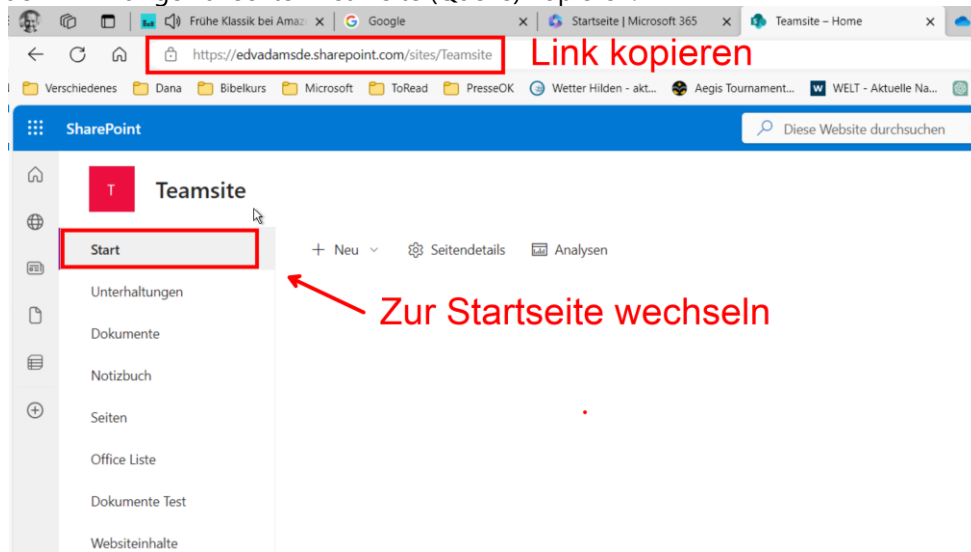 Frühe Klassik bei Amaz
Google
Startseite | Microsoft 365
Teamsite – Home
https://edvadamsde.sharepoint.com/sites/Teamsite
Link kopieren
Verschiedenes
Dana
Bibelkurs
Microsoft
ToRead
PresseOK
Wetter Hilden - akt...
Aegis Tournament...
W WELT - Aktuelle Na...
SharePoint
Diese Website durchsuchen
T
Teamsite
Start
Neu
Seitendetails
Analysen
Unterhaltungen
Zur Startseite wechseln
Dokumente
Notizbuch
Seiten
Office Liste
Dokumente Test
Websiteinhalte